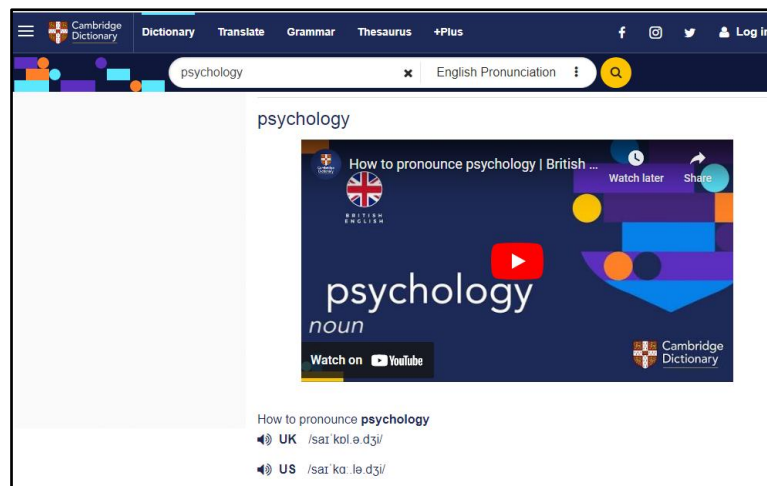 Cambridge Dictionary
Dictionary Translate Grammar Thesaurus +Plus Log in
psychology English Pronunciation
psychology
How to pronounce psychology | British ...
Watch later Share
BRITISH
ENGLISH
psychology
noun
Watch on YouTube
Cambridge Dictionary
How to pronounce psychology
UK /saɪˈkɒl.ə.dʒi/
US /saɪˈkɑː.lə.dʒi/